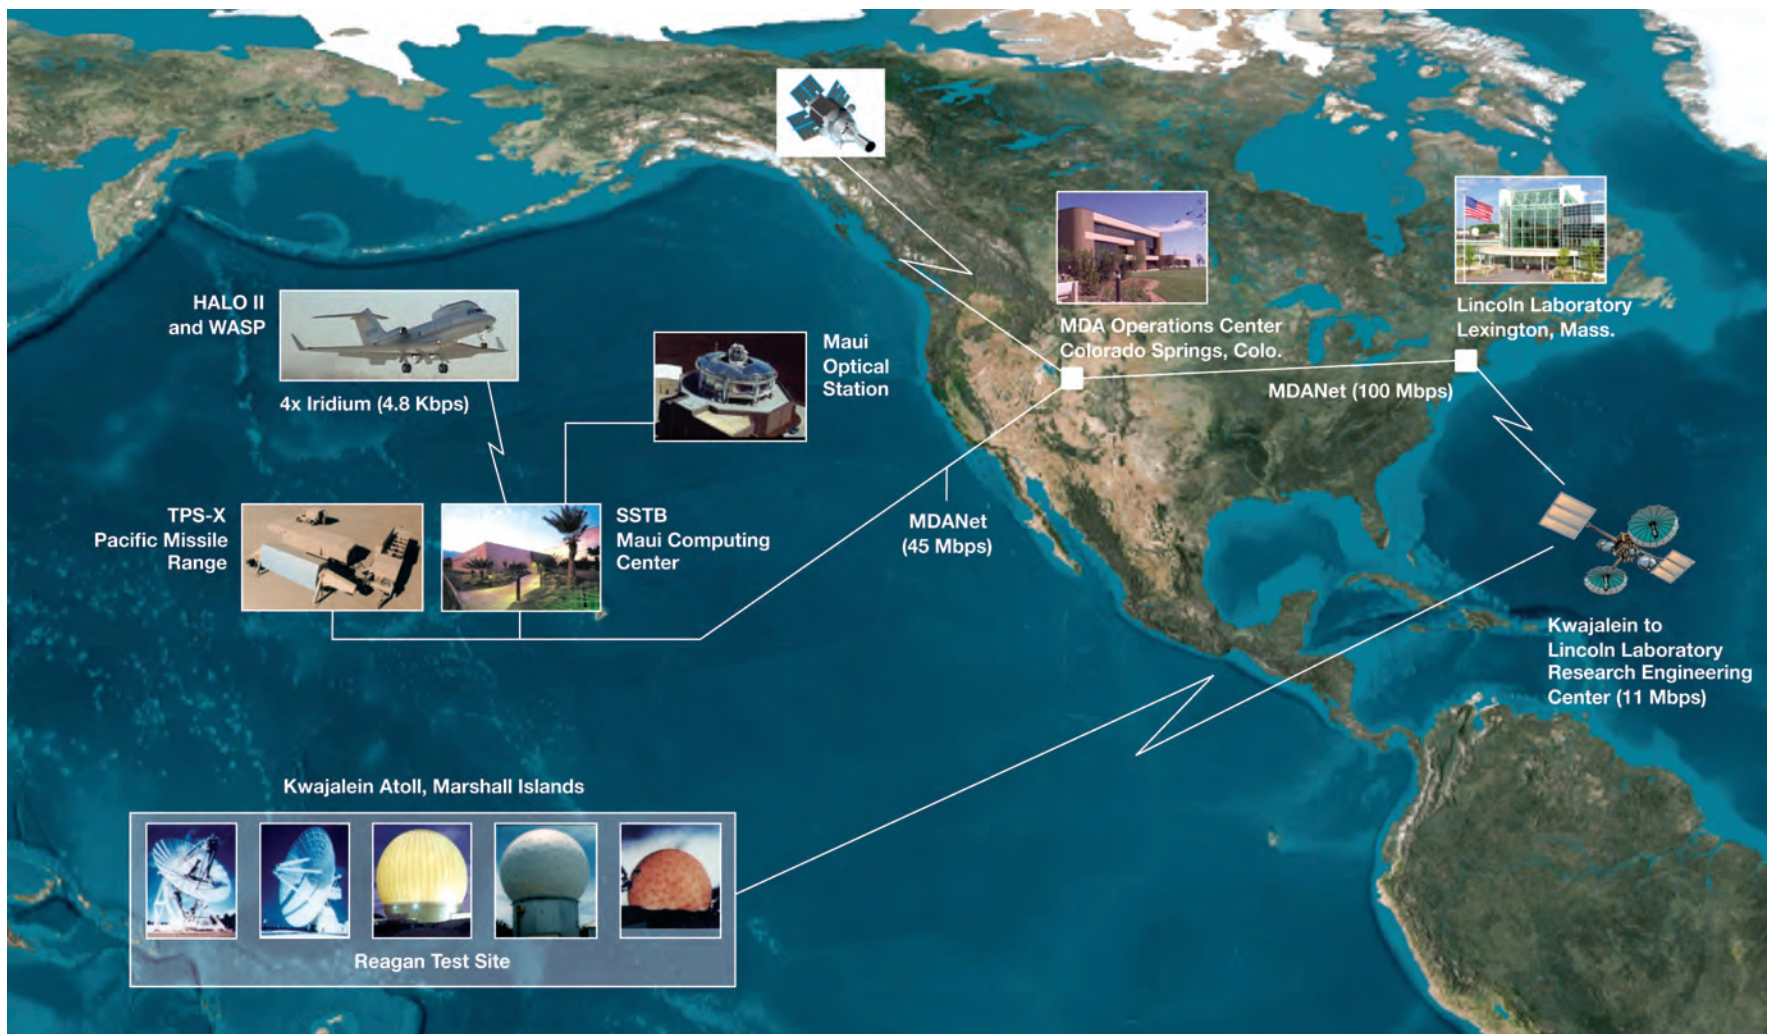 HALO II
and WASP
4x Iridium (4.8 Kbps)
Maui
Optical
Station
MDA Operations Center
Colorado Springs, Colo.
Lincoln Laboratory
Lexington, Mass.
MDANet (100 Mbps)
TPS-X
Pacific Missile
Range
SSTB
Maui Computing
Center
MDANet
(45 Mbps)
Kwajalein to
Lincoln Laboratory
Research Engineering
Center (11 Mbps)
Kwajalein Atoll, Marshall Islands
Reagan Test Site